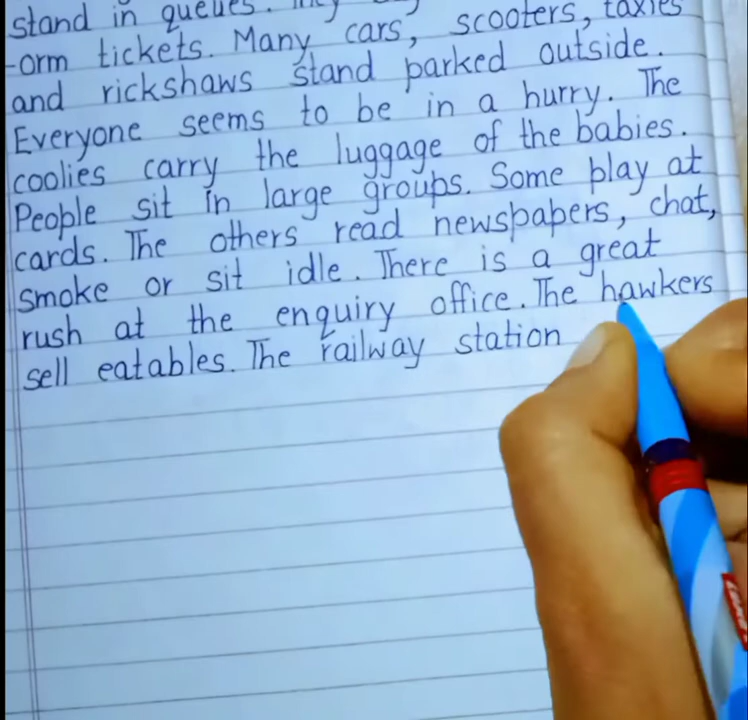 stand in queues. They
-orm tickets. Many cars, scooters, taxies
and rickshaws stand parked outside.
Everyone seems to be in a hurry. The
coolies carry the luggage of the babies.
People sit in large groups. Some play at
cards. The others read newspapers, chat,
smoke or sit idle. There is a great
rush at the enquiry office. The hawkers
sell eatables. The railway station